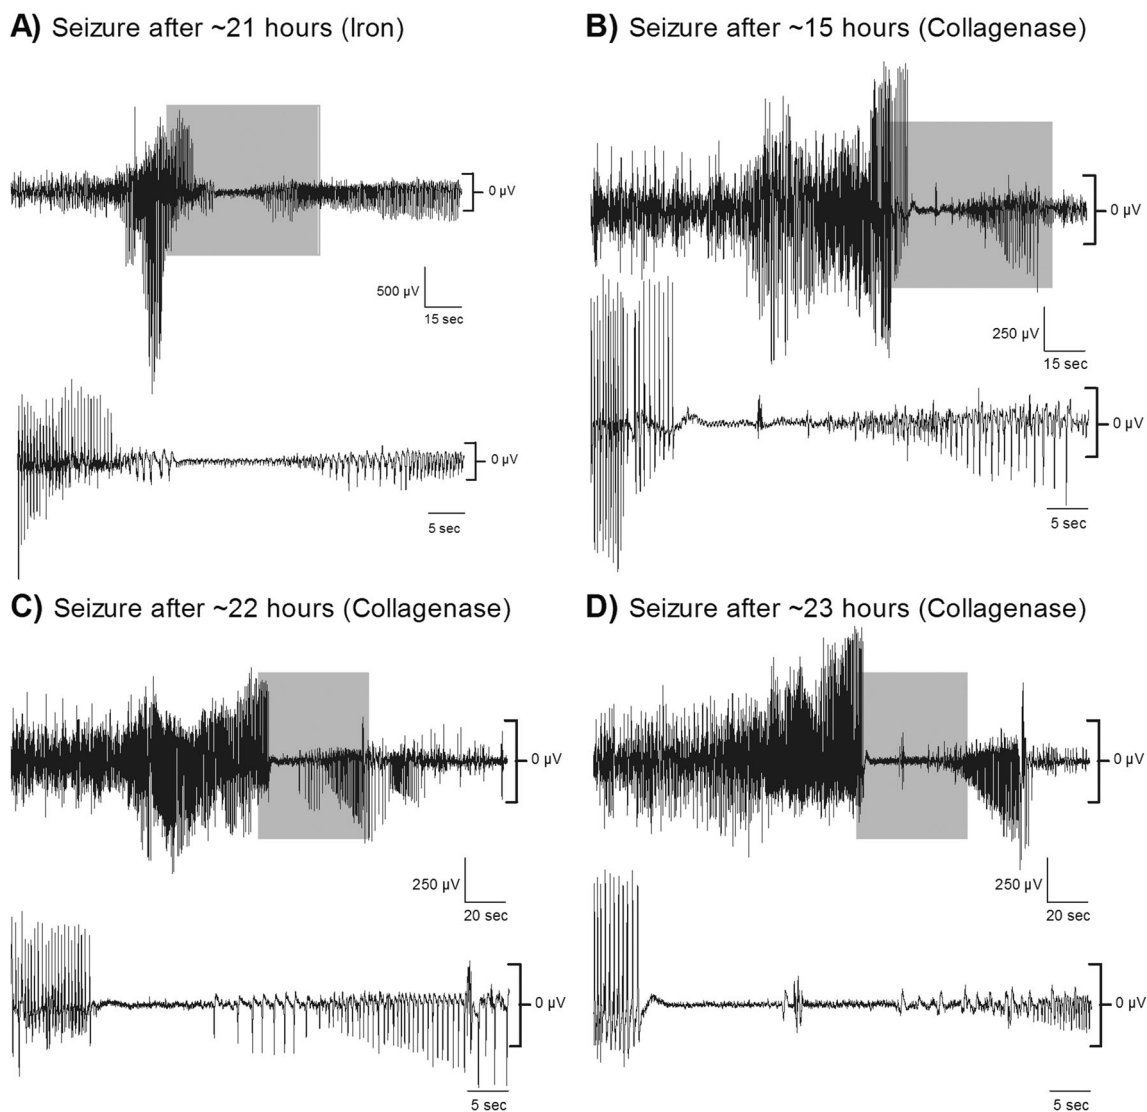 A) Seizure after ~21 hours (Iron)
0 µV
500 µV
15 sec
0 µV
5 sec
B) Seizure after ~15 hours (Collagenase)
0 µV
250 µV
15 sec
0 µV
5 sec
C) Seizure after ~22 hours (Collagenase)
0 µV
250 µV
20 sec
0 µV
5 sec
D) Seizure after ~23 hours (Collagenase)
0 µV
250 µV
20 sec
0 µV
5 sec